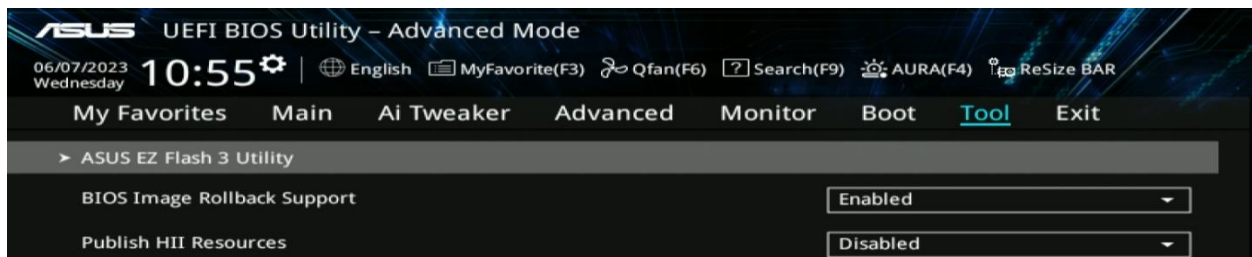 ASUS UEFI BIOS Utility – Advanced Mode
06/07/2023 Wednesday 10:55 English MyFavorite(F3) Qfan(F6) ? Search(F9) AURA(F4) ReSize BAR
My Favorites Main Ai Tweaker Advanced Monitor Boot Tool Exit
> ASUS EZ Flash 3 Utility
BIOS Image Rollback Support Enabled
Publish HII Resources Disabled